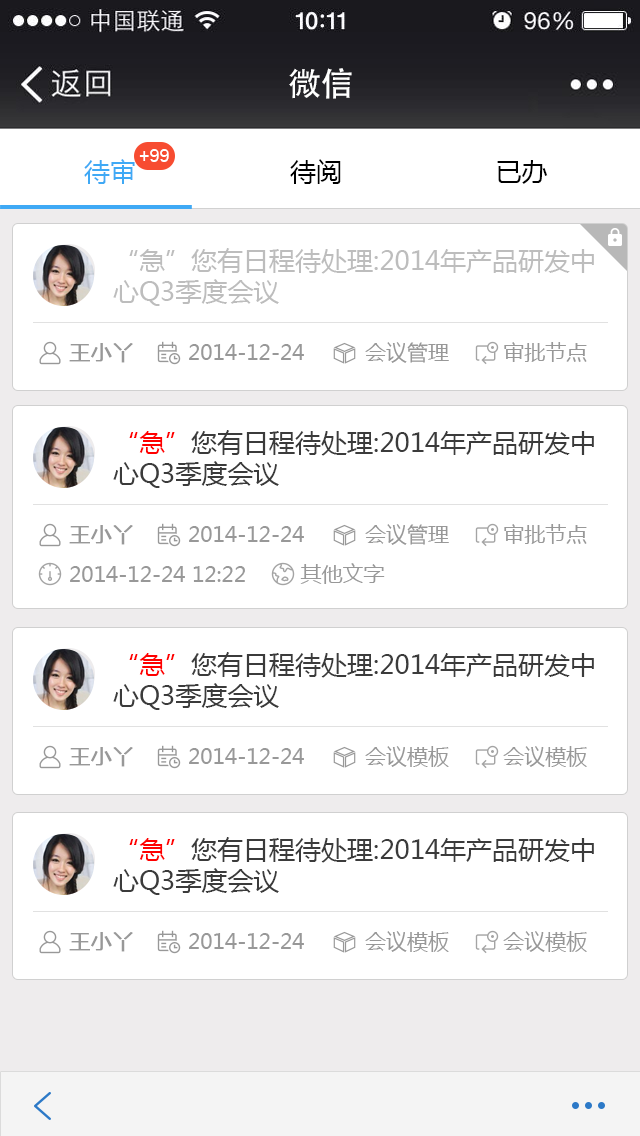 中国联通 10:11 96%
返回 微信
待审 +99 待阅 已办
“急”您有日程待处理:2014年产品研发中
心Q3季度会议
王小丫 2014-12-24 会议管理 审批节点
“急”您有日程待处理:2014年产品研发中
心Q3季度会议
王小丫 2014-12-24 会议管理 审批节点
2014-12-24 12:22 其他文字
“急”您有日程待处理:2014年产品研发中
心Q3季度会议
王小丫 2014-12-24 会议模板 会议模板
“急”您有日程待处理:2014年产品研发中
心Q3季度会议
王小丫 2014-12-24 会议模板 会议模板